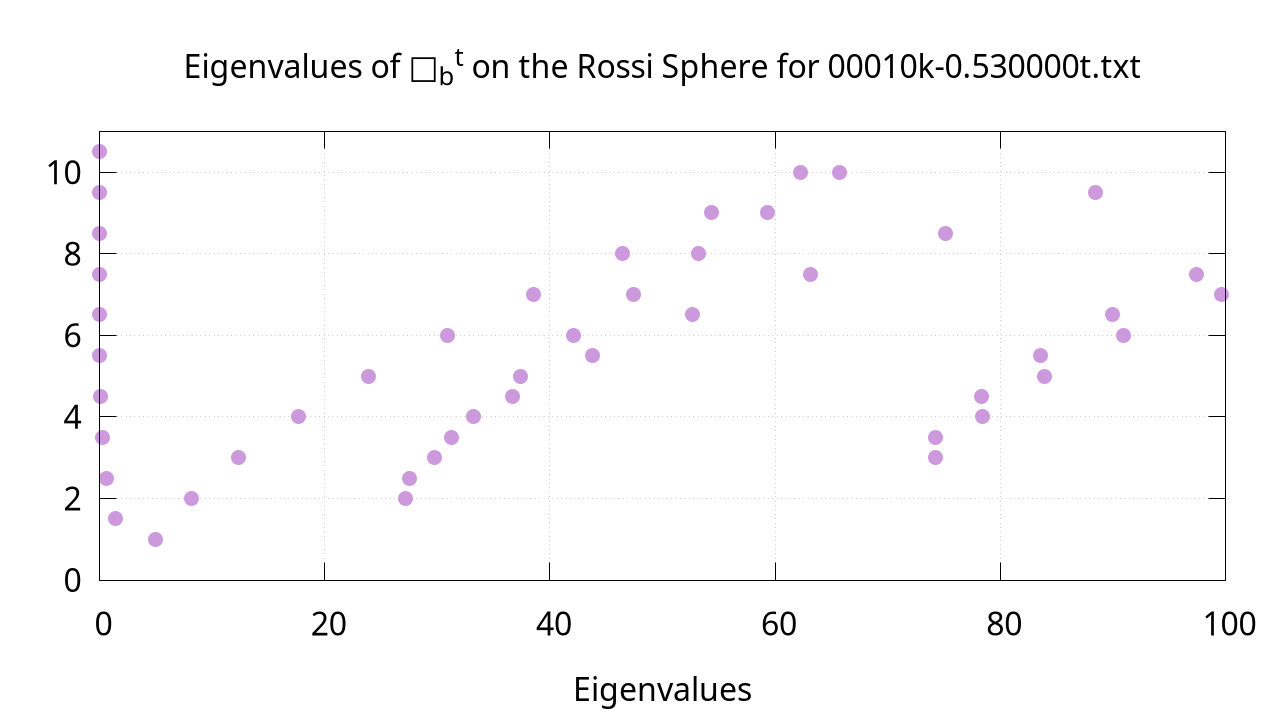 Eigenvalues of □_b^t on the Rossi Sphere for 00010k-0.530000t.txt
10
8
6
4
2
0
0 20 40 60 80 100
Eigenvalues